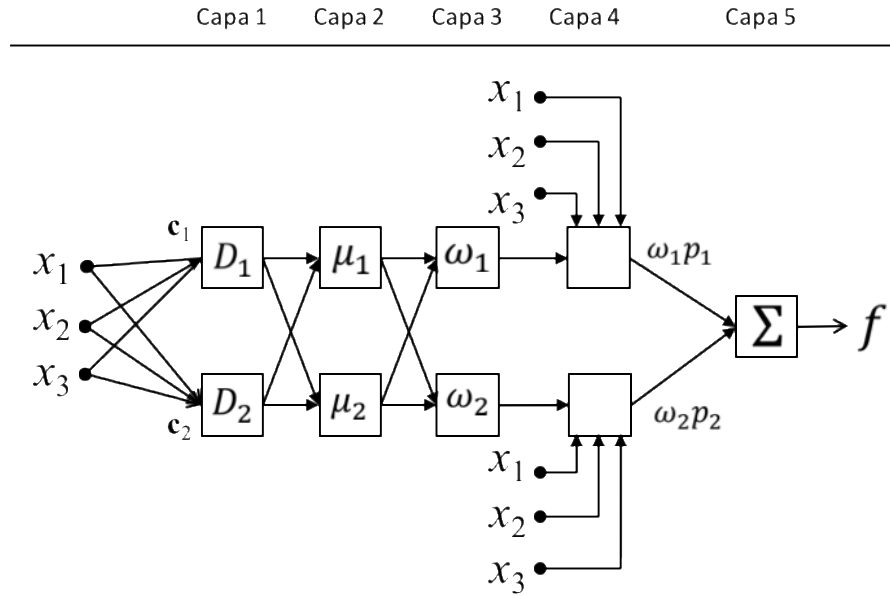 Capa 1 Capa 2 Capa 3 Capa 4 Capa 5
x₁
x₂
x₃
c₁
x₁ D₁ μ₁ ω₁ ω₁p₁
x₂ Σ f
x₃
D₂ μ₂ ω₂ ω₂p₂
c₂
x₁
x₂
x₃